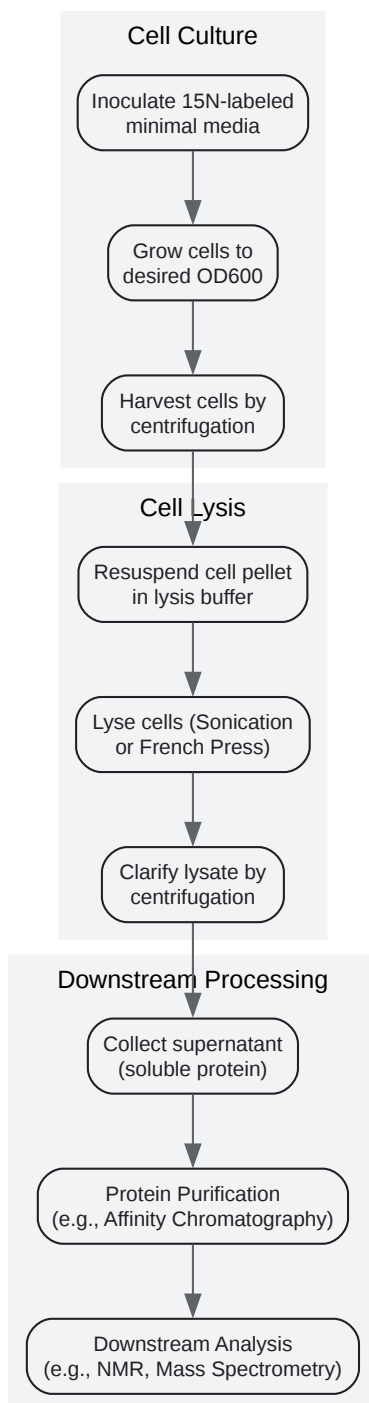 Cell Culture
Inoculate 15N-labeled
minimal media
Grow cells to
desired OD600
Harvest cells by
centrifugation
Cell Lysis
Resuspend cell pellet
in lysis buffer
Lyse cells (Sonication
or French Press)
Clarify lysate by
centrifugation
Downstream Processing
Collect supernatant
(soluble protein)
Protein Purification
(e.g., Affinity Chromatography)
Downstream Analysis
(e.g., NMR, Mass Spectrometry)